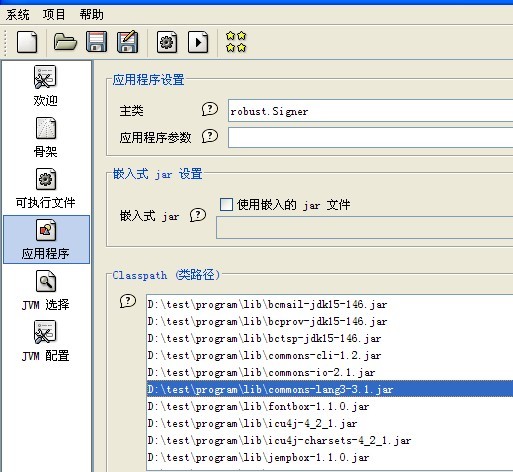 系统 项目 帮助
应用程序设置
欢迎
主类 robust.Signer
应用程序参数
骨架
嵌入式 jar 设置
可执行文件
使用嵌入的 jar 文件
嵌入式 jar
应用程序
Classpath (类路径)
JVM 选择
JVM 配置
D:\test\program\lib\bcmail-jdk15-146.jar
D:\test\program\lib\bcprov-jdk15-146.jar
D:\test\program\lib\bctsp-jdk15-146.jar
D:\test\program\lib\commons-cli-1.2.jar
D:\test\program\lib\commons-io-2.1.jar
D:\test\program\lib\commons-lang3-3.1.jar
D:\test\program\lib\fontbox-1.1.0.jar
D:\test\program\lib\icu4j-4_2_1.jar
D:\test\program\lib\icu4j-charsets-4_2_1.jar
D:\test\program\lib\jempbox-1.1.0.jar